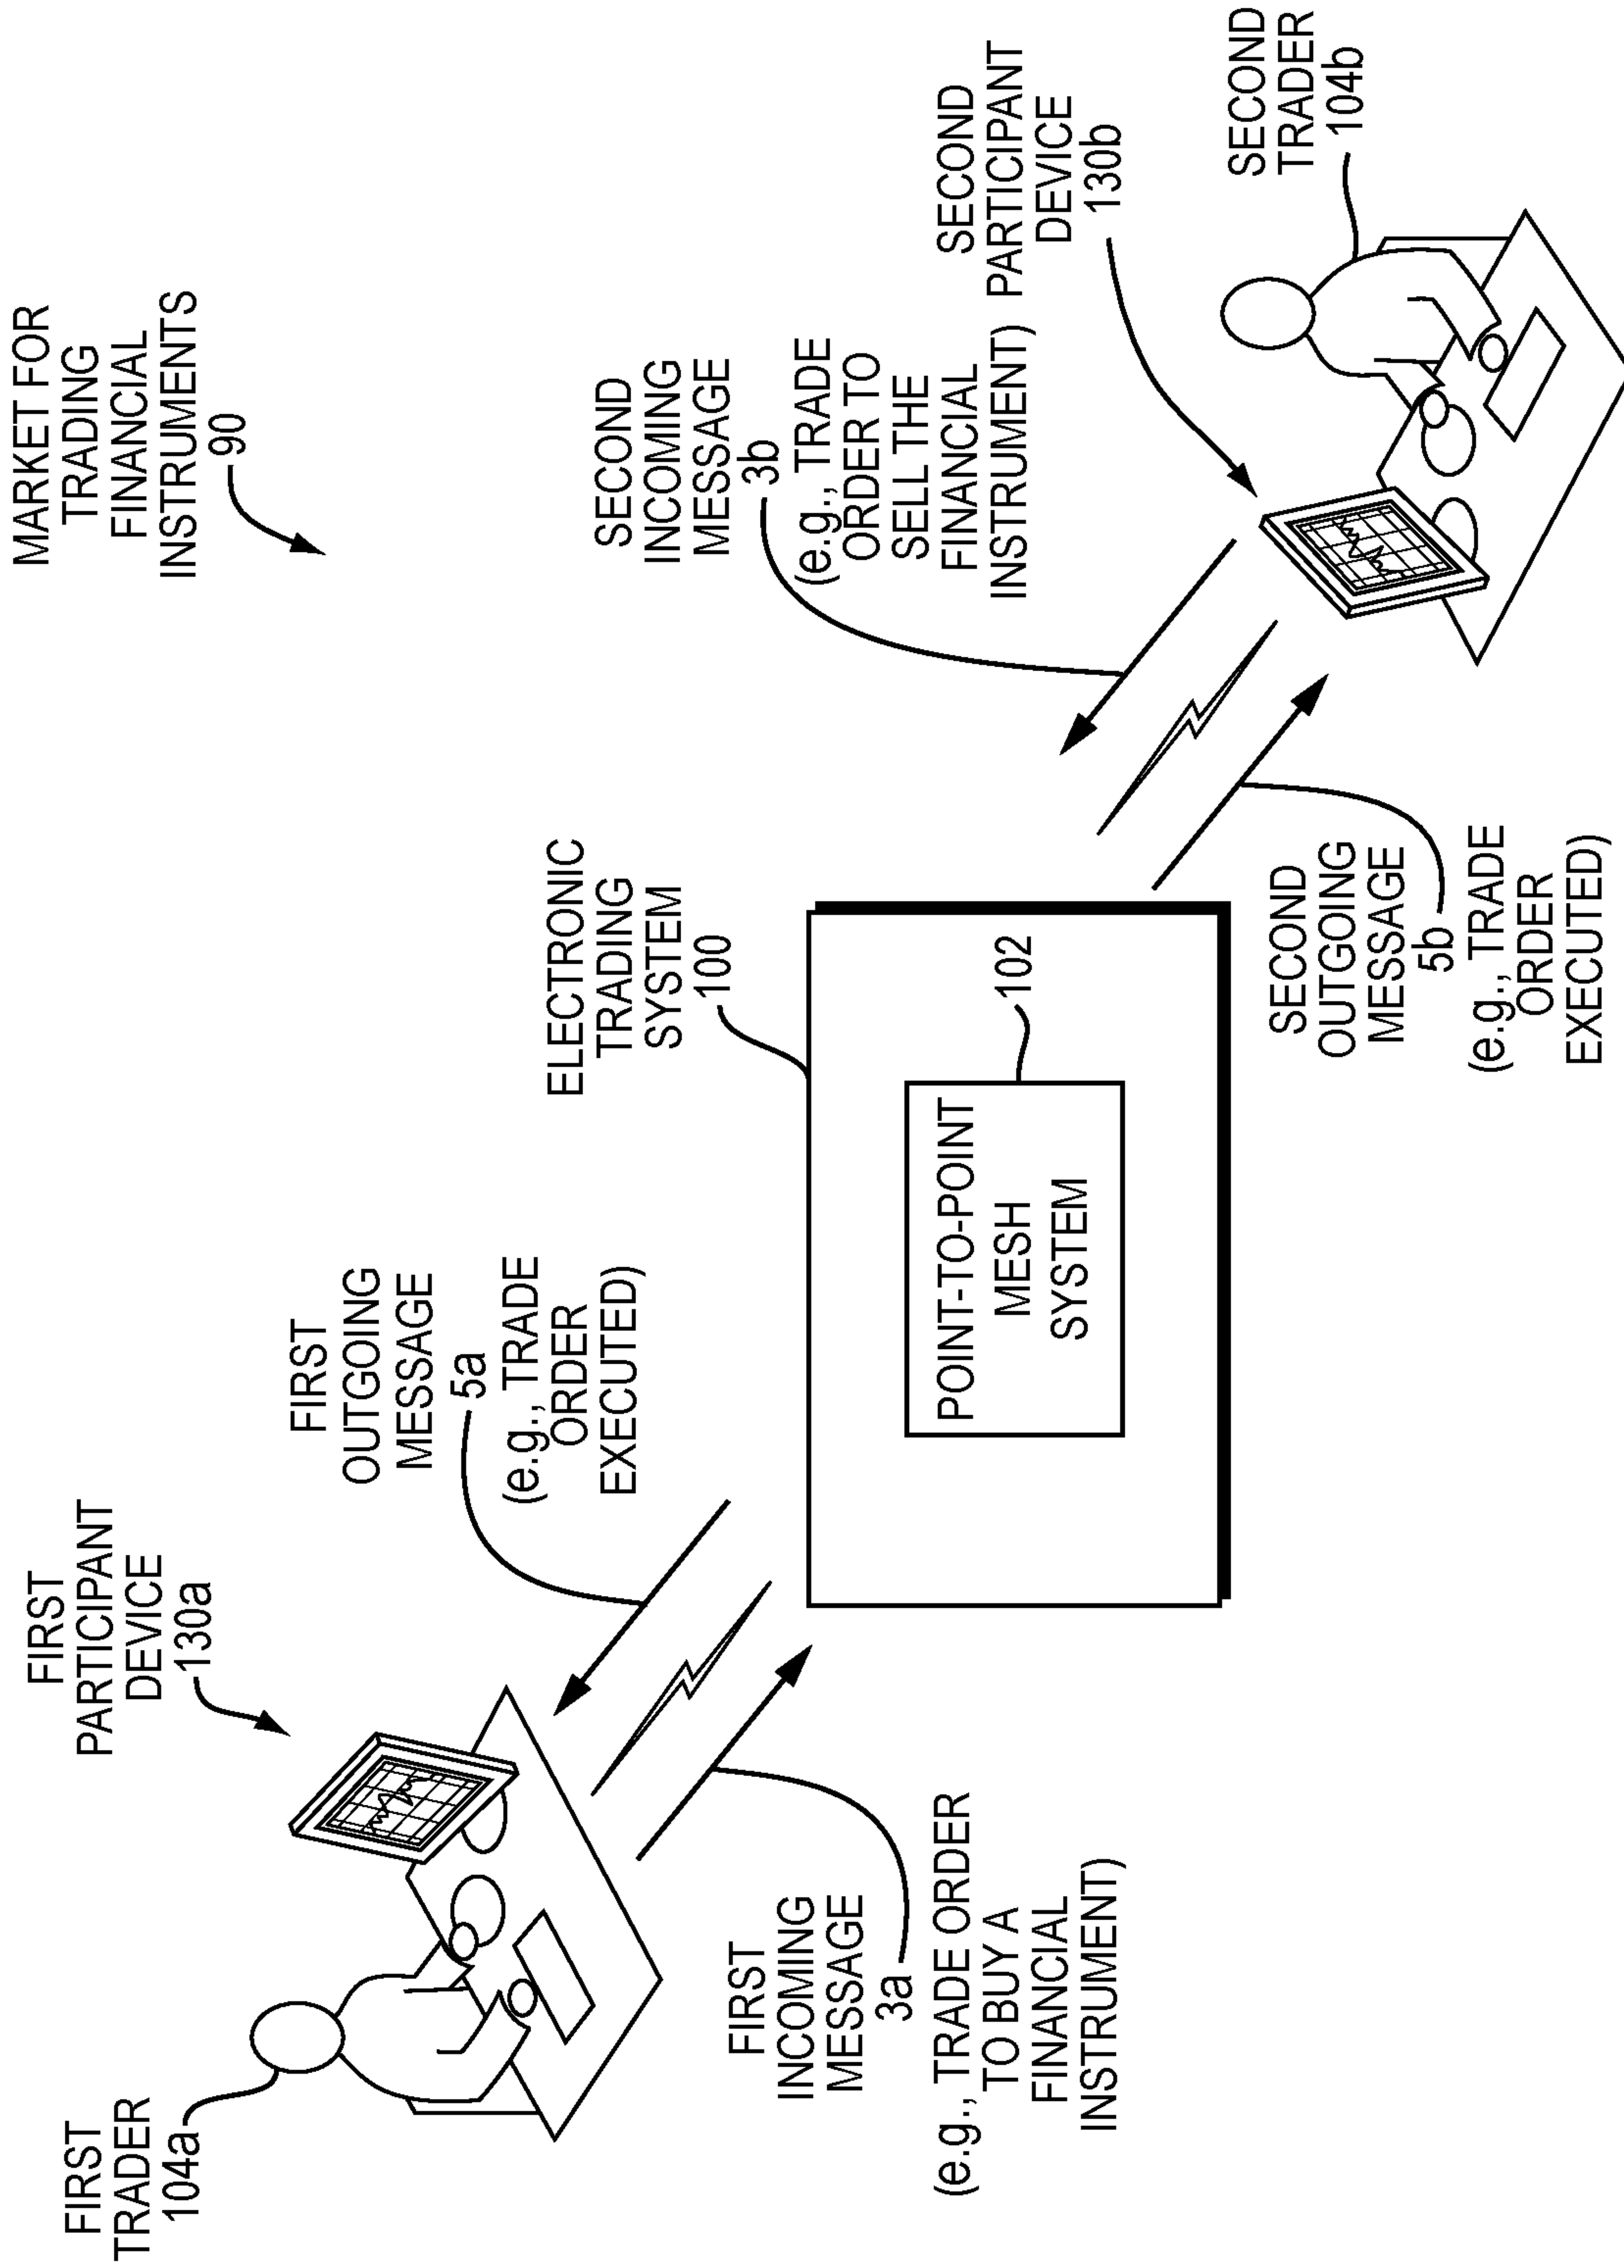 MARKET FOR
TRADING
FINANCIAL
INSTRUMENTS
90
FIRST
PARTICIPANT
DEVICE
130a
FIRST
TRADER
104a
FIRST
OUTGOING
MESSAGE
5a
(e.g., TRADE
ORDER
EXECUTED)
ELECTRONIC
TRADING
SYSTEM
100
SECOND
INCOMING
MESSAGE
3b
(e.g., TRADE
ORDER TO
SELL THE
FINANCIAL
INSTRUMENT)
SECOND
PARTICIPANT
DEVICE
130b
SECOND
TRADER
104b
FIRST
INCOMING
MESSAGE
3a
(e.g., TRADE ORDER
TO BUY A
FINANCIAL
INSTRUMENT)
POINT-TO-POINT
MESH
SYSTEM
102
SECOND
OUTGOING
MESSAGE
5b
(e.g., TRADE
ORDER
EXECUTED)